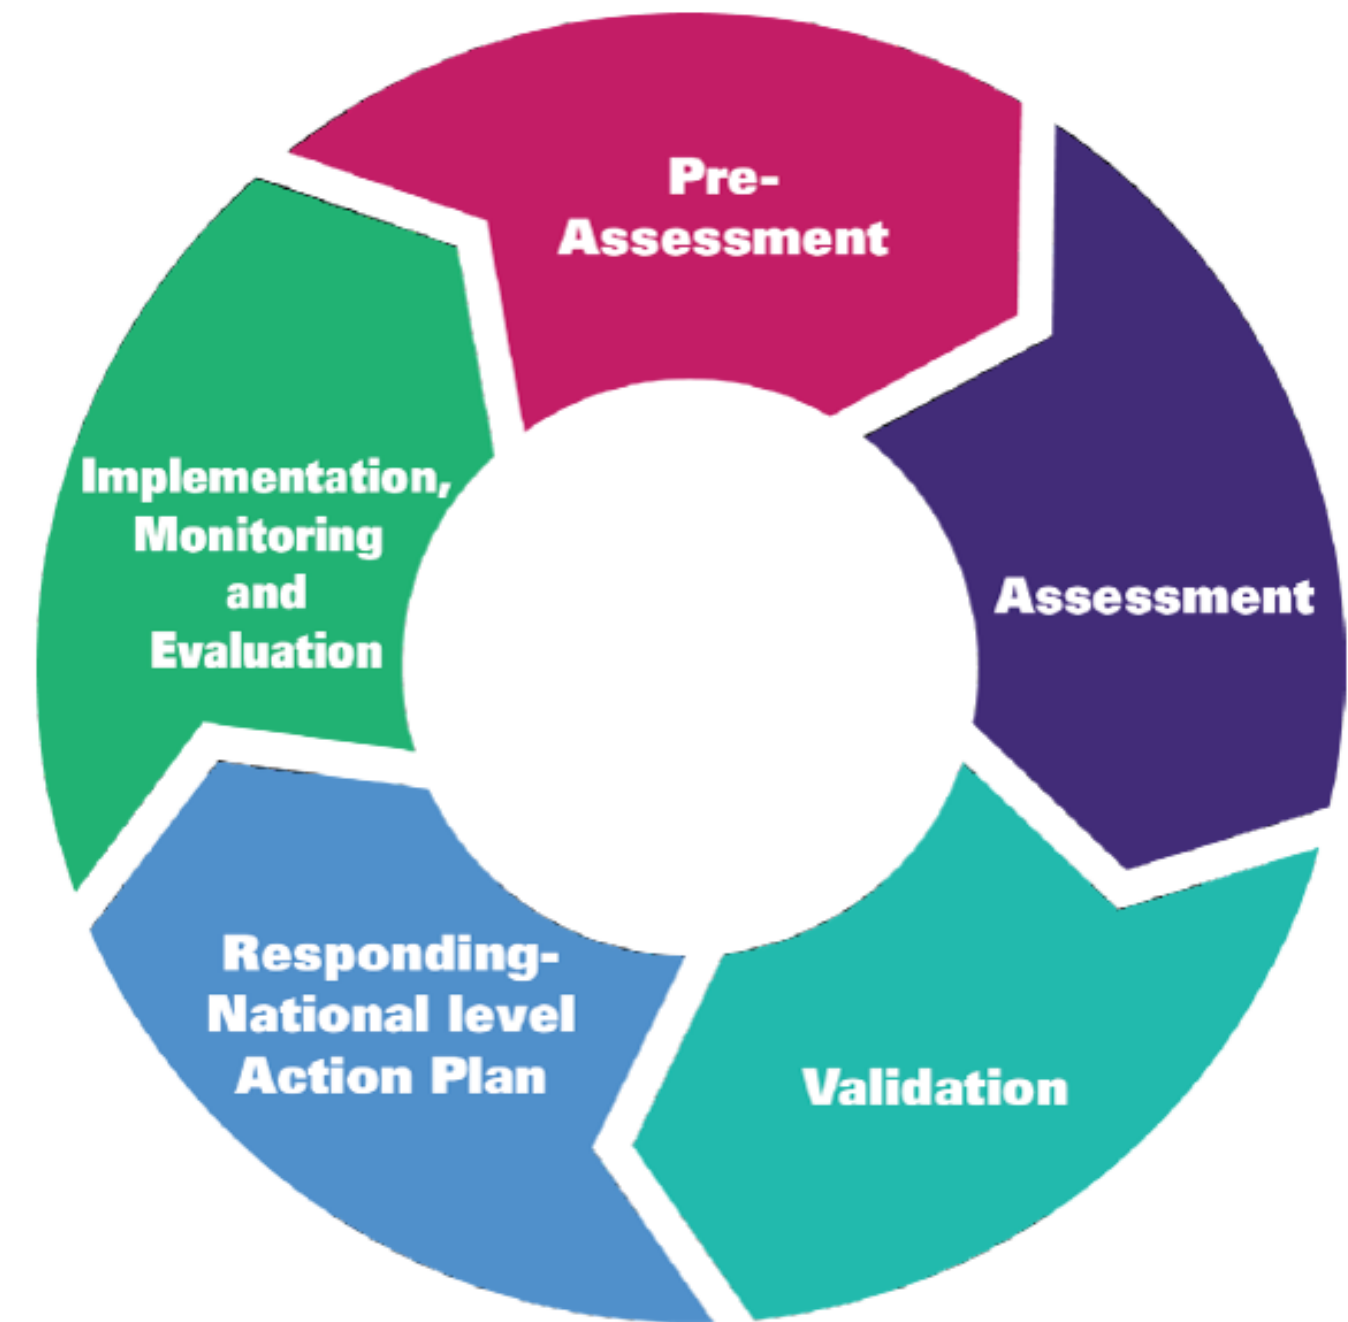 Pre-
Assessment
Assessment
Validation
Responding-
National level
Action Plan
Implementation,
Monitoring
and
Evaluation